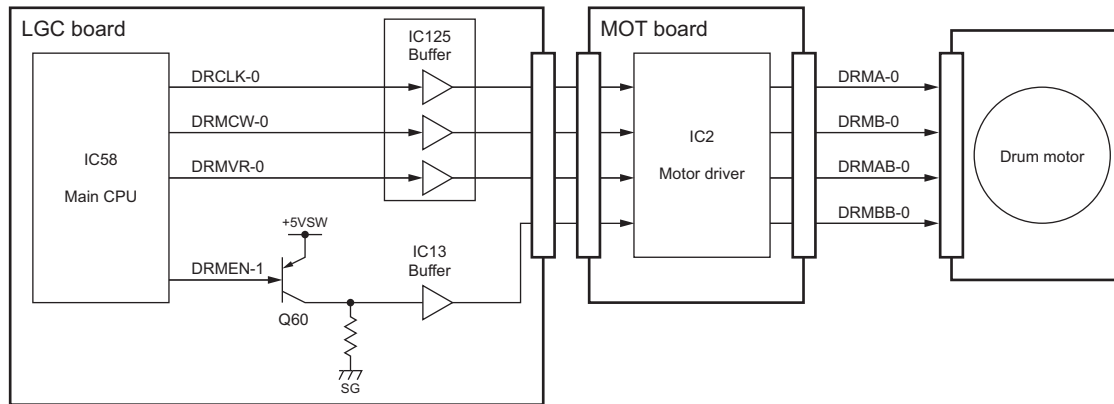 LGC board
MOT board
IC125
Buffer
DRCLK-0
DRMCW-0
DRMVR-0
IC58
Main CPU
IC2
Motor driver
DRMA-0
DRMB-0
DRMAB-0
DRMBB-0
Drum motor
+5VSW
DRMEN-1
IC13
Buffer
Q60
SG